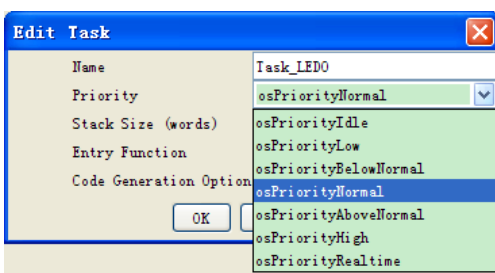 Edit Task
Name Task_LED0
Priority osPriorityNormal
Stack Size (words) osPriorityIdle
osPriorityLow
Entry Function osPriorityBelowNormal
Code Generation Option osPriorityNormal
OK osPriorityAboveNormal
osPriorityHigh
osPriorityRealtime